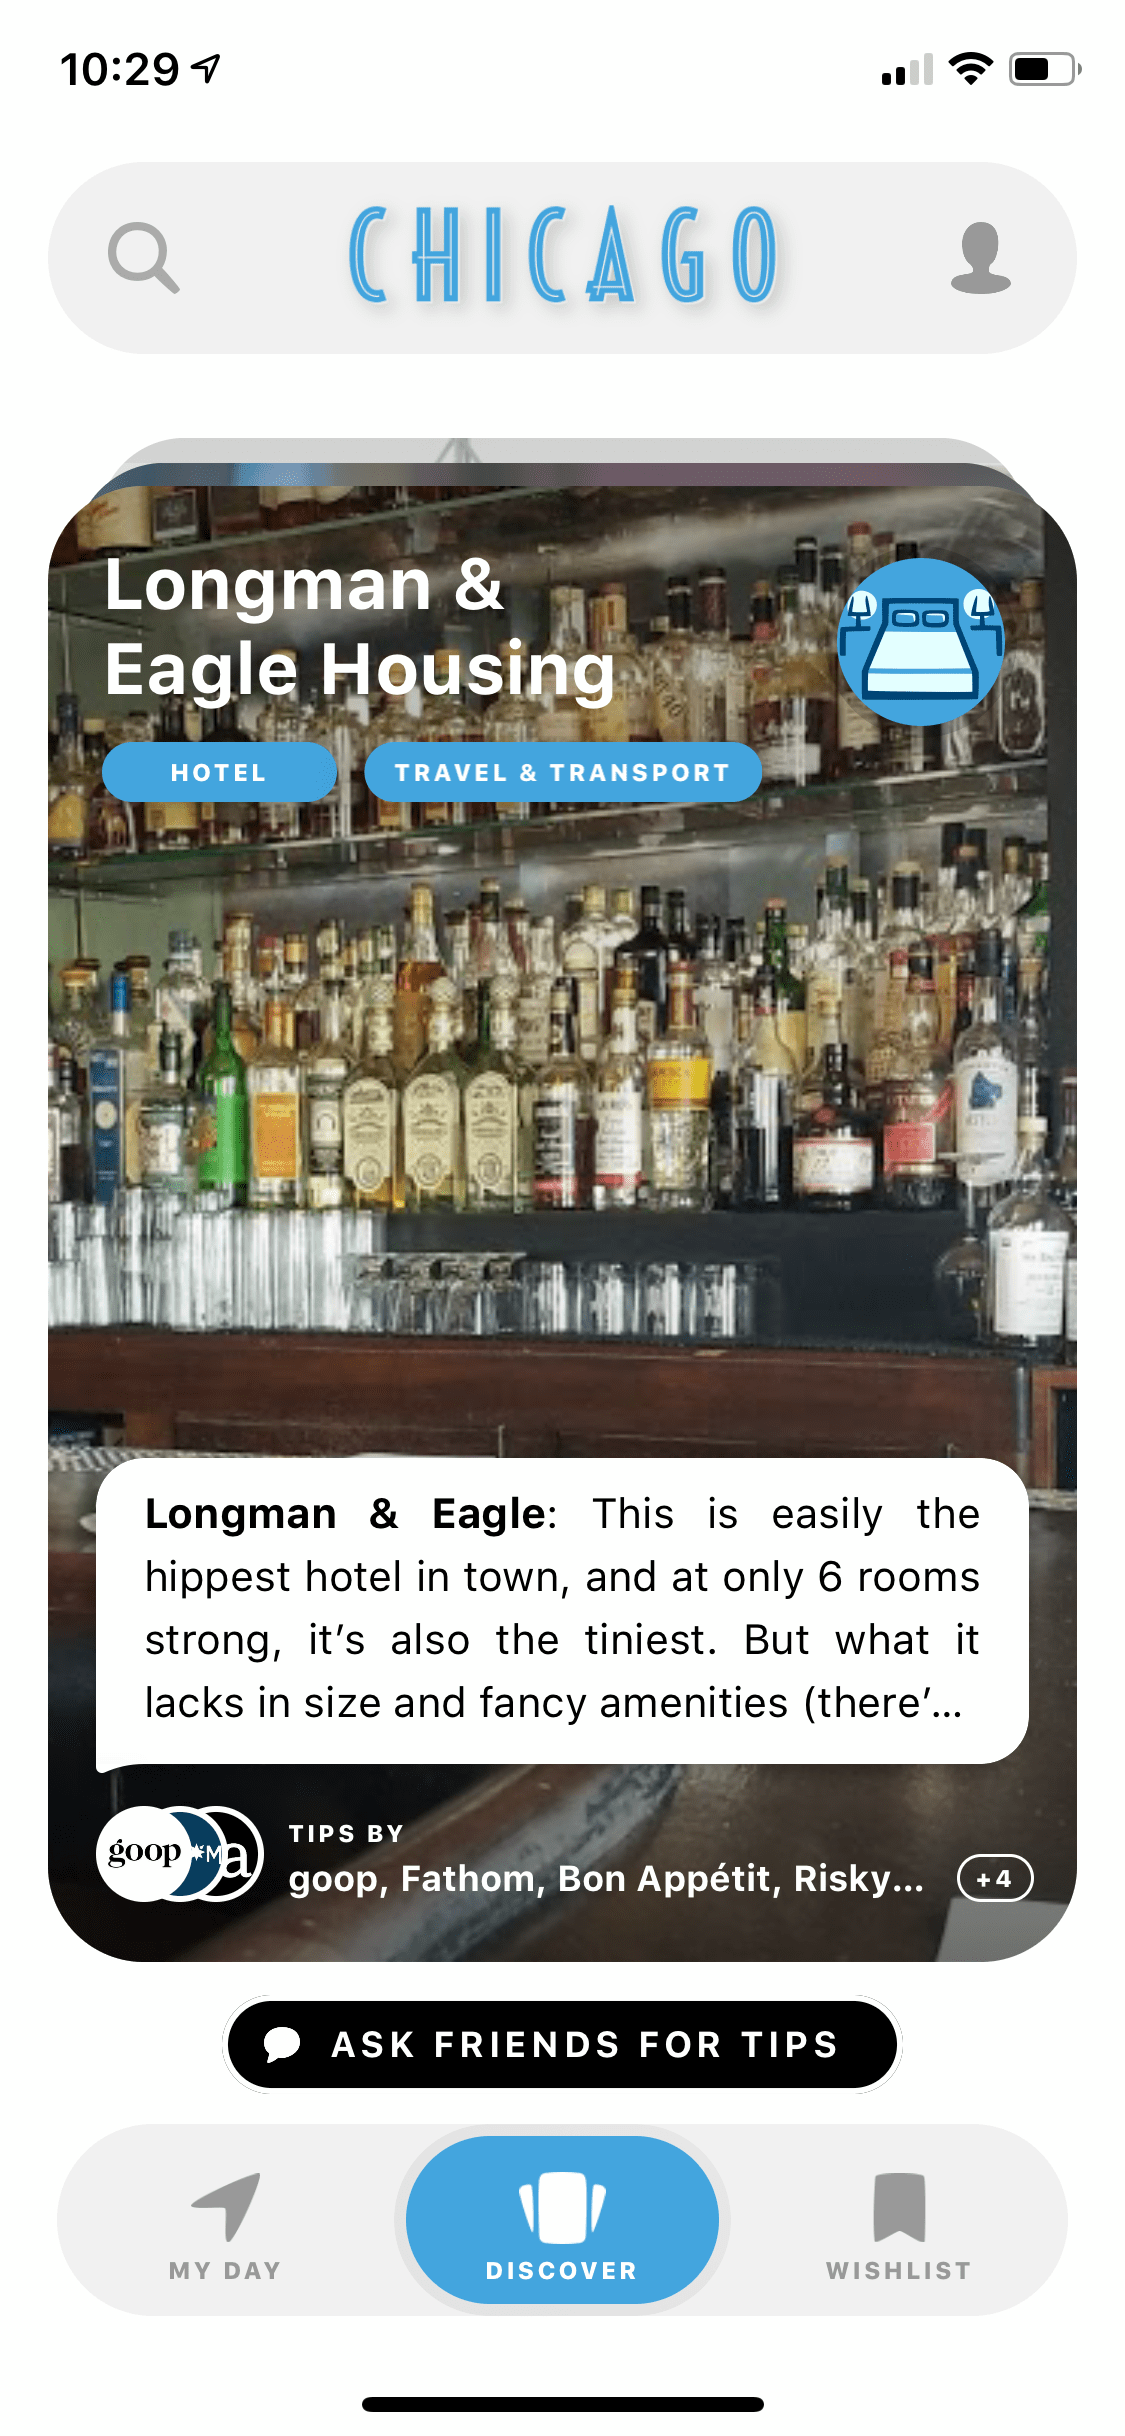 10:29
CHICAGO
Longman &
Eagle Housing
HOTEL
TRAVEL & TRANSPORT
Longman & Eagle: This is easily the
hippest hotel in town, and at only 6 rooms
strong, it’s also the tiniest. But what it
lacks in size and fancy amenities (there’...
goop
*M
a
TIPS BY
goop, Fathom, Bon Appétit, Risky...
+4
ASK FRIENDS FOR TIPS
MY DAY
DISCOVER
WISHLIST